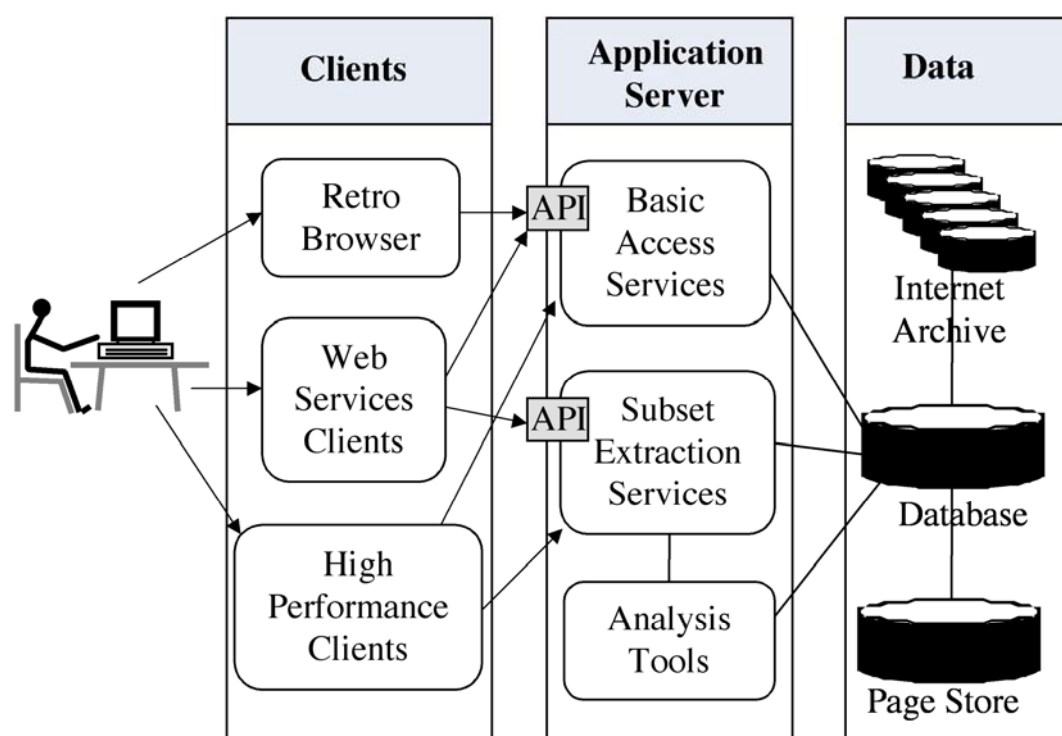 Clients
Application
Server
Data
Retro
Browser
API
Basic
Access
Services
Internet
Archive
Web
Services
Clients
API
Subset
Extraction
Services
Database
High
Performance
Clients
Analysis
Tools
Page Store